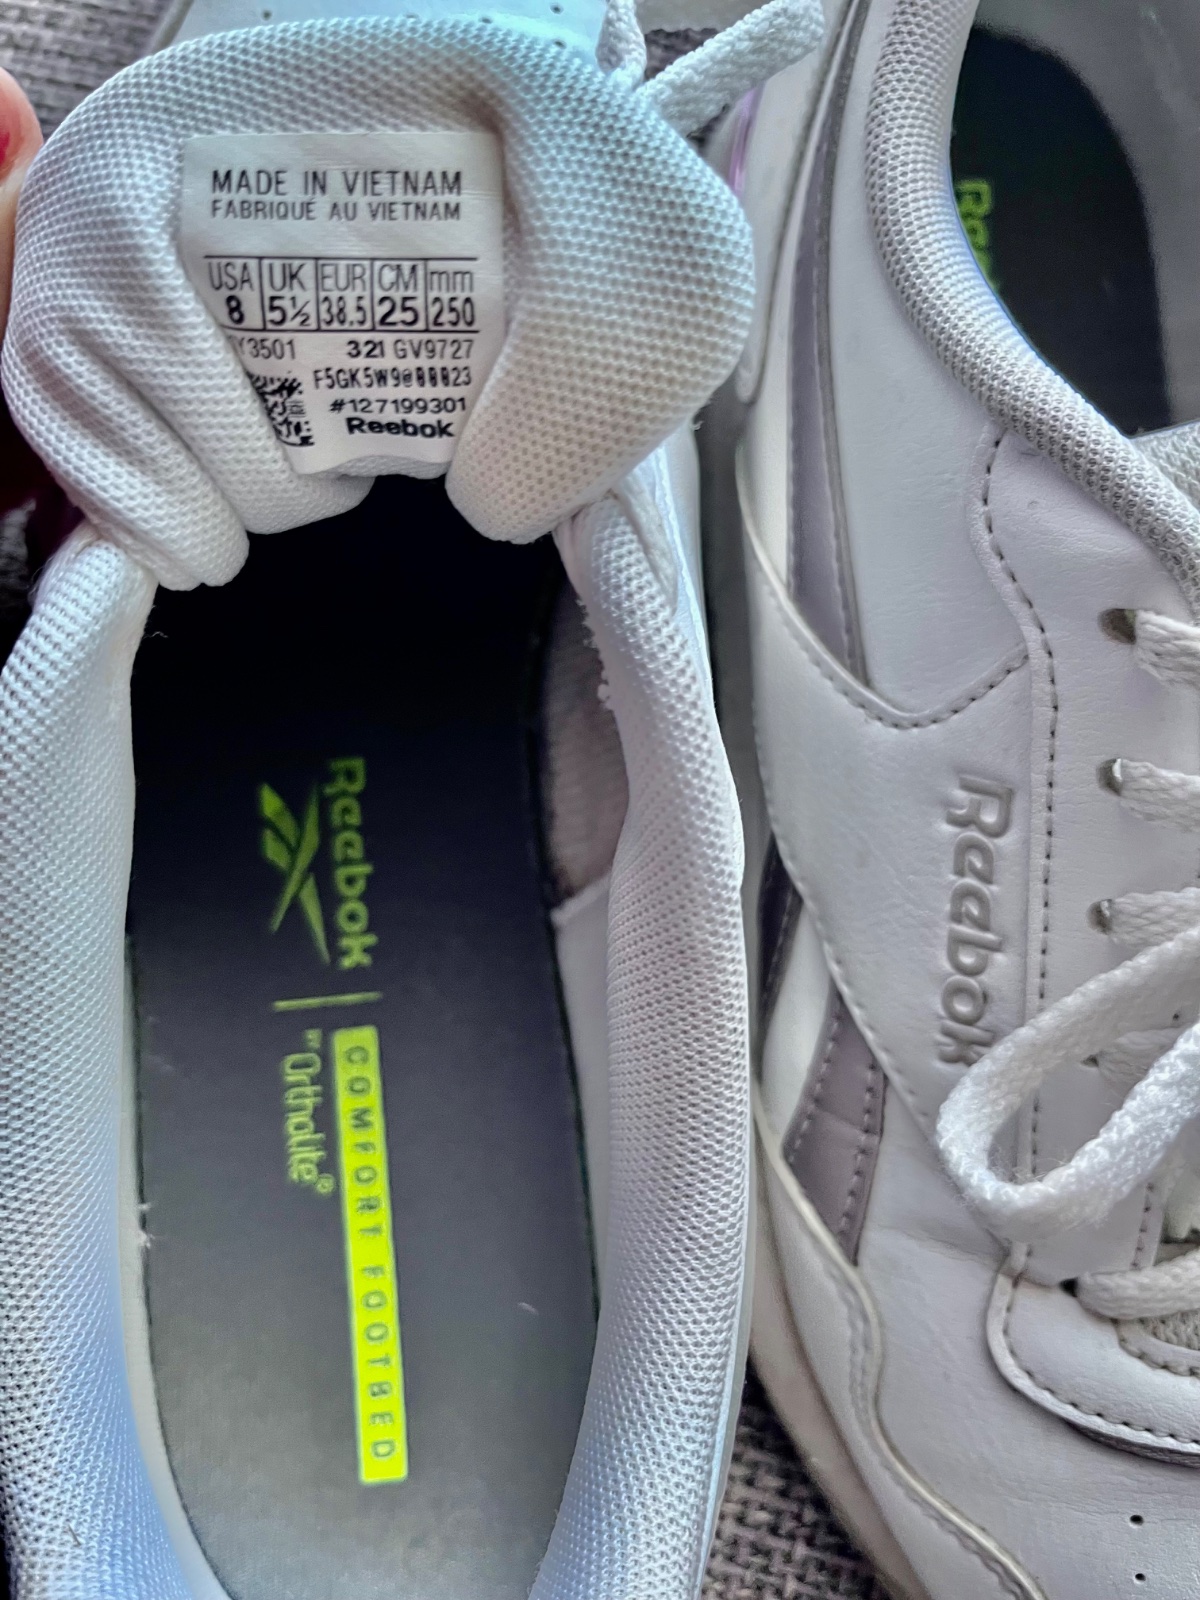 MADE IN VIETNAM
FABRIQUÉ AU VIETNAM
USA UK EUR CM mm
8 5½ 38.5 25 250
321 GV9727
#127199301
Reebok
Reebok
"Ortholite®
COMFORT FOOTBED
Reebok